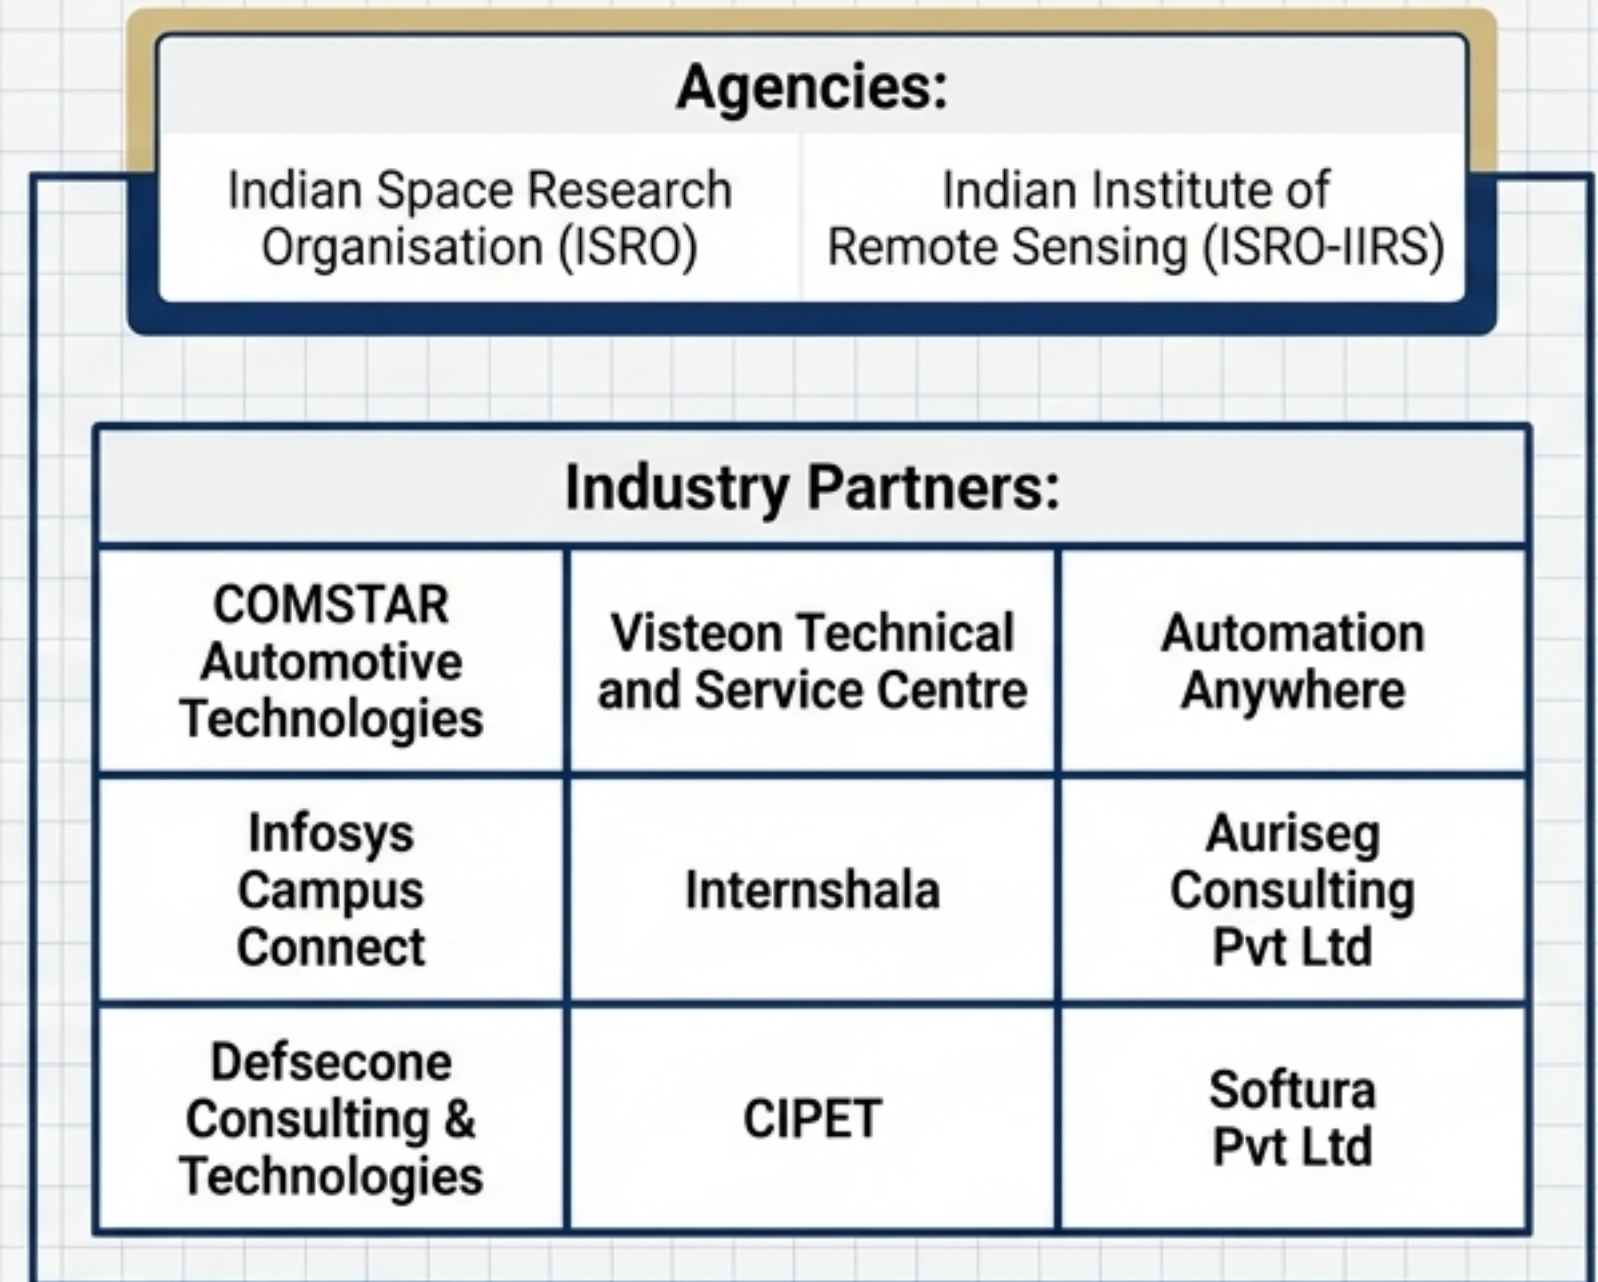 Agencies:
Indian Space Research
Organisation (ISRO)
Indian Institute of
Remote Sensing (ISRO-IIRS)
Industry Partners:
COMSTAR
Automotive
Technologies
Visteon Technical
and Service Centre
Automation
Anywhere
Infosys
Campus
Connect
Internshala
Auriseg
Consulting
Pvt Ltd
Defsecone
Consulting &
Technologies
CIPET
Softura
Pvt Ltd